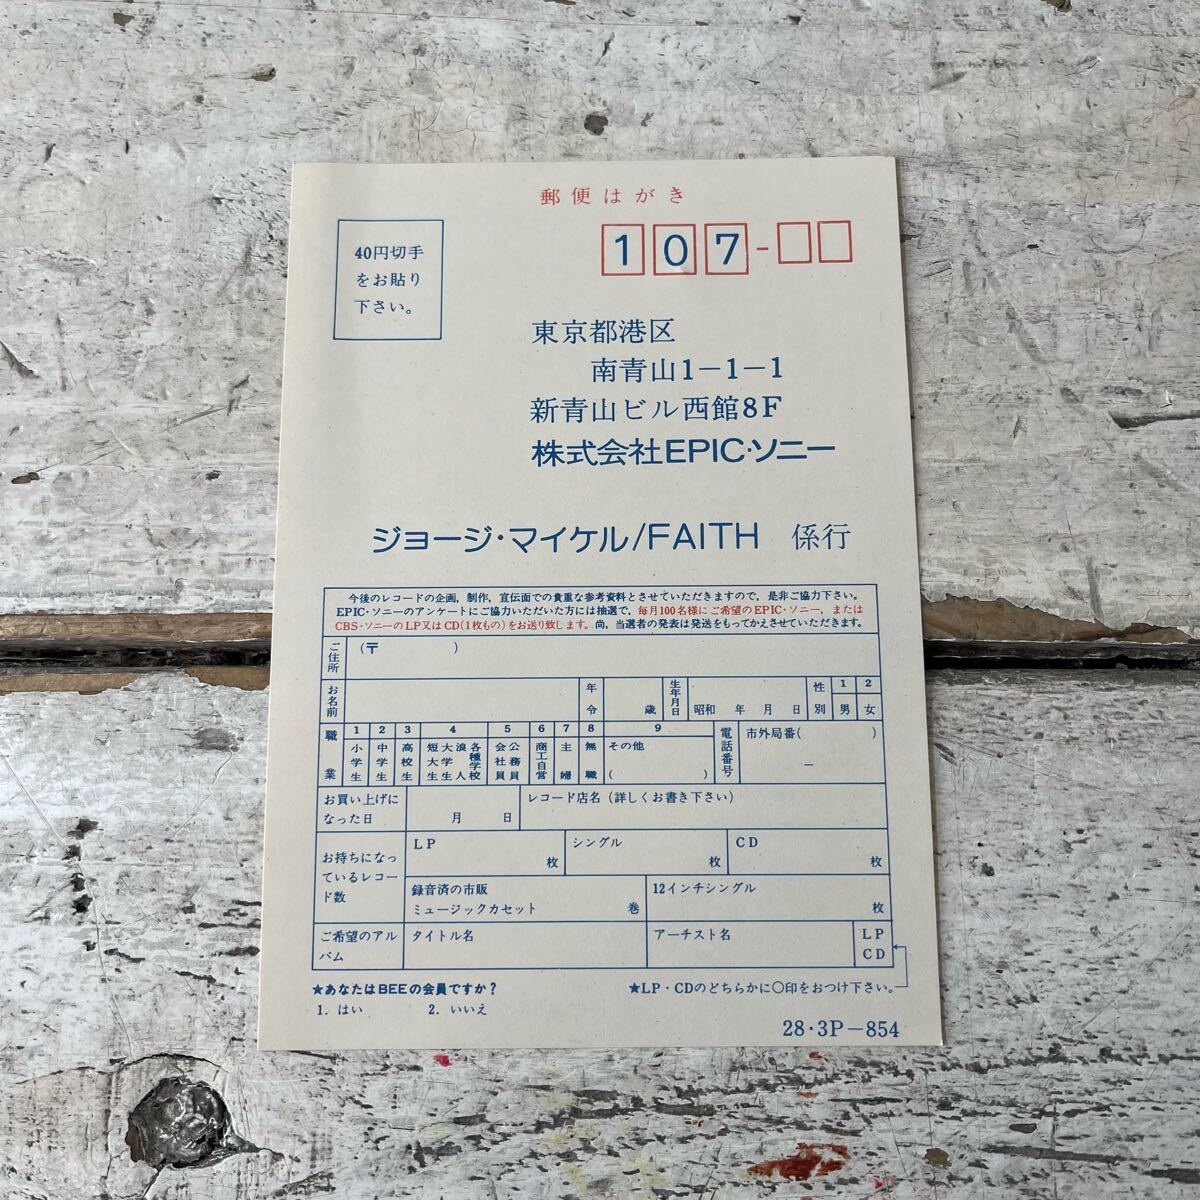 郵便はがき
40円切手
をお貼り
下さい。
107-
東京都港区
南青山1-1-1
新青山ビル西館8F
株式会社EPIC・ソニー
ジョージ・マイケル/FAITH 係行
今後のレコードの企画，制作，宣伝面での貴重な参考資料とさせていただきますので，是非ご協力下さい。
EPIC・ソニーのアンケートにご協力いただいた方には抽選で，毎月100名様にご希望のEPIC・ソニー，または
CBS・ソニーのLP又はCD(1枚もの)をお送り致します。尚，当選者の発表は発送をもってかえさせていただきます。
ご住所
(〒 )
お名前
年令
歳
生年月日
昭和 年 月 日
性別
1 男
2 女
職業
1 小学生
2 中学生
3 高校生
4 短大生 大学生 浪人 各種学校
5 会社員 公務員
6 商工自営
7 主婦
8 無職
9 その他 ( )
電話番号
市外局番( )
－
お買い上げに
なった日
月 日
レコード店名（詳しくお書き下さい）
お持ちになっ
ているレコー
ド数
LP 枚
シングル 枚
CD 枚
録音済の市販
ミュージックカセット 巻
12インチシングル 枚
ご希望のアル
バム
タイトル名
アーチスト名
LP
CD
★あなたはBEEの会員ですか？
1. はい 2. いいえ
★LP・CDのどちらかに○印をおつけ下さい。
28・3P－854